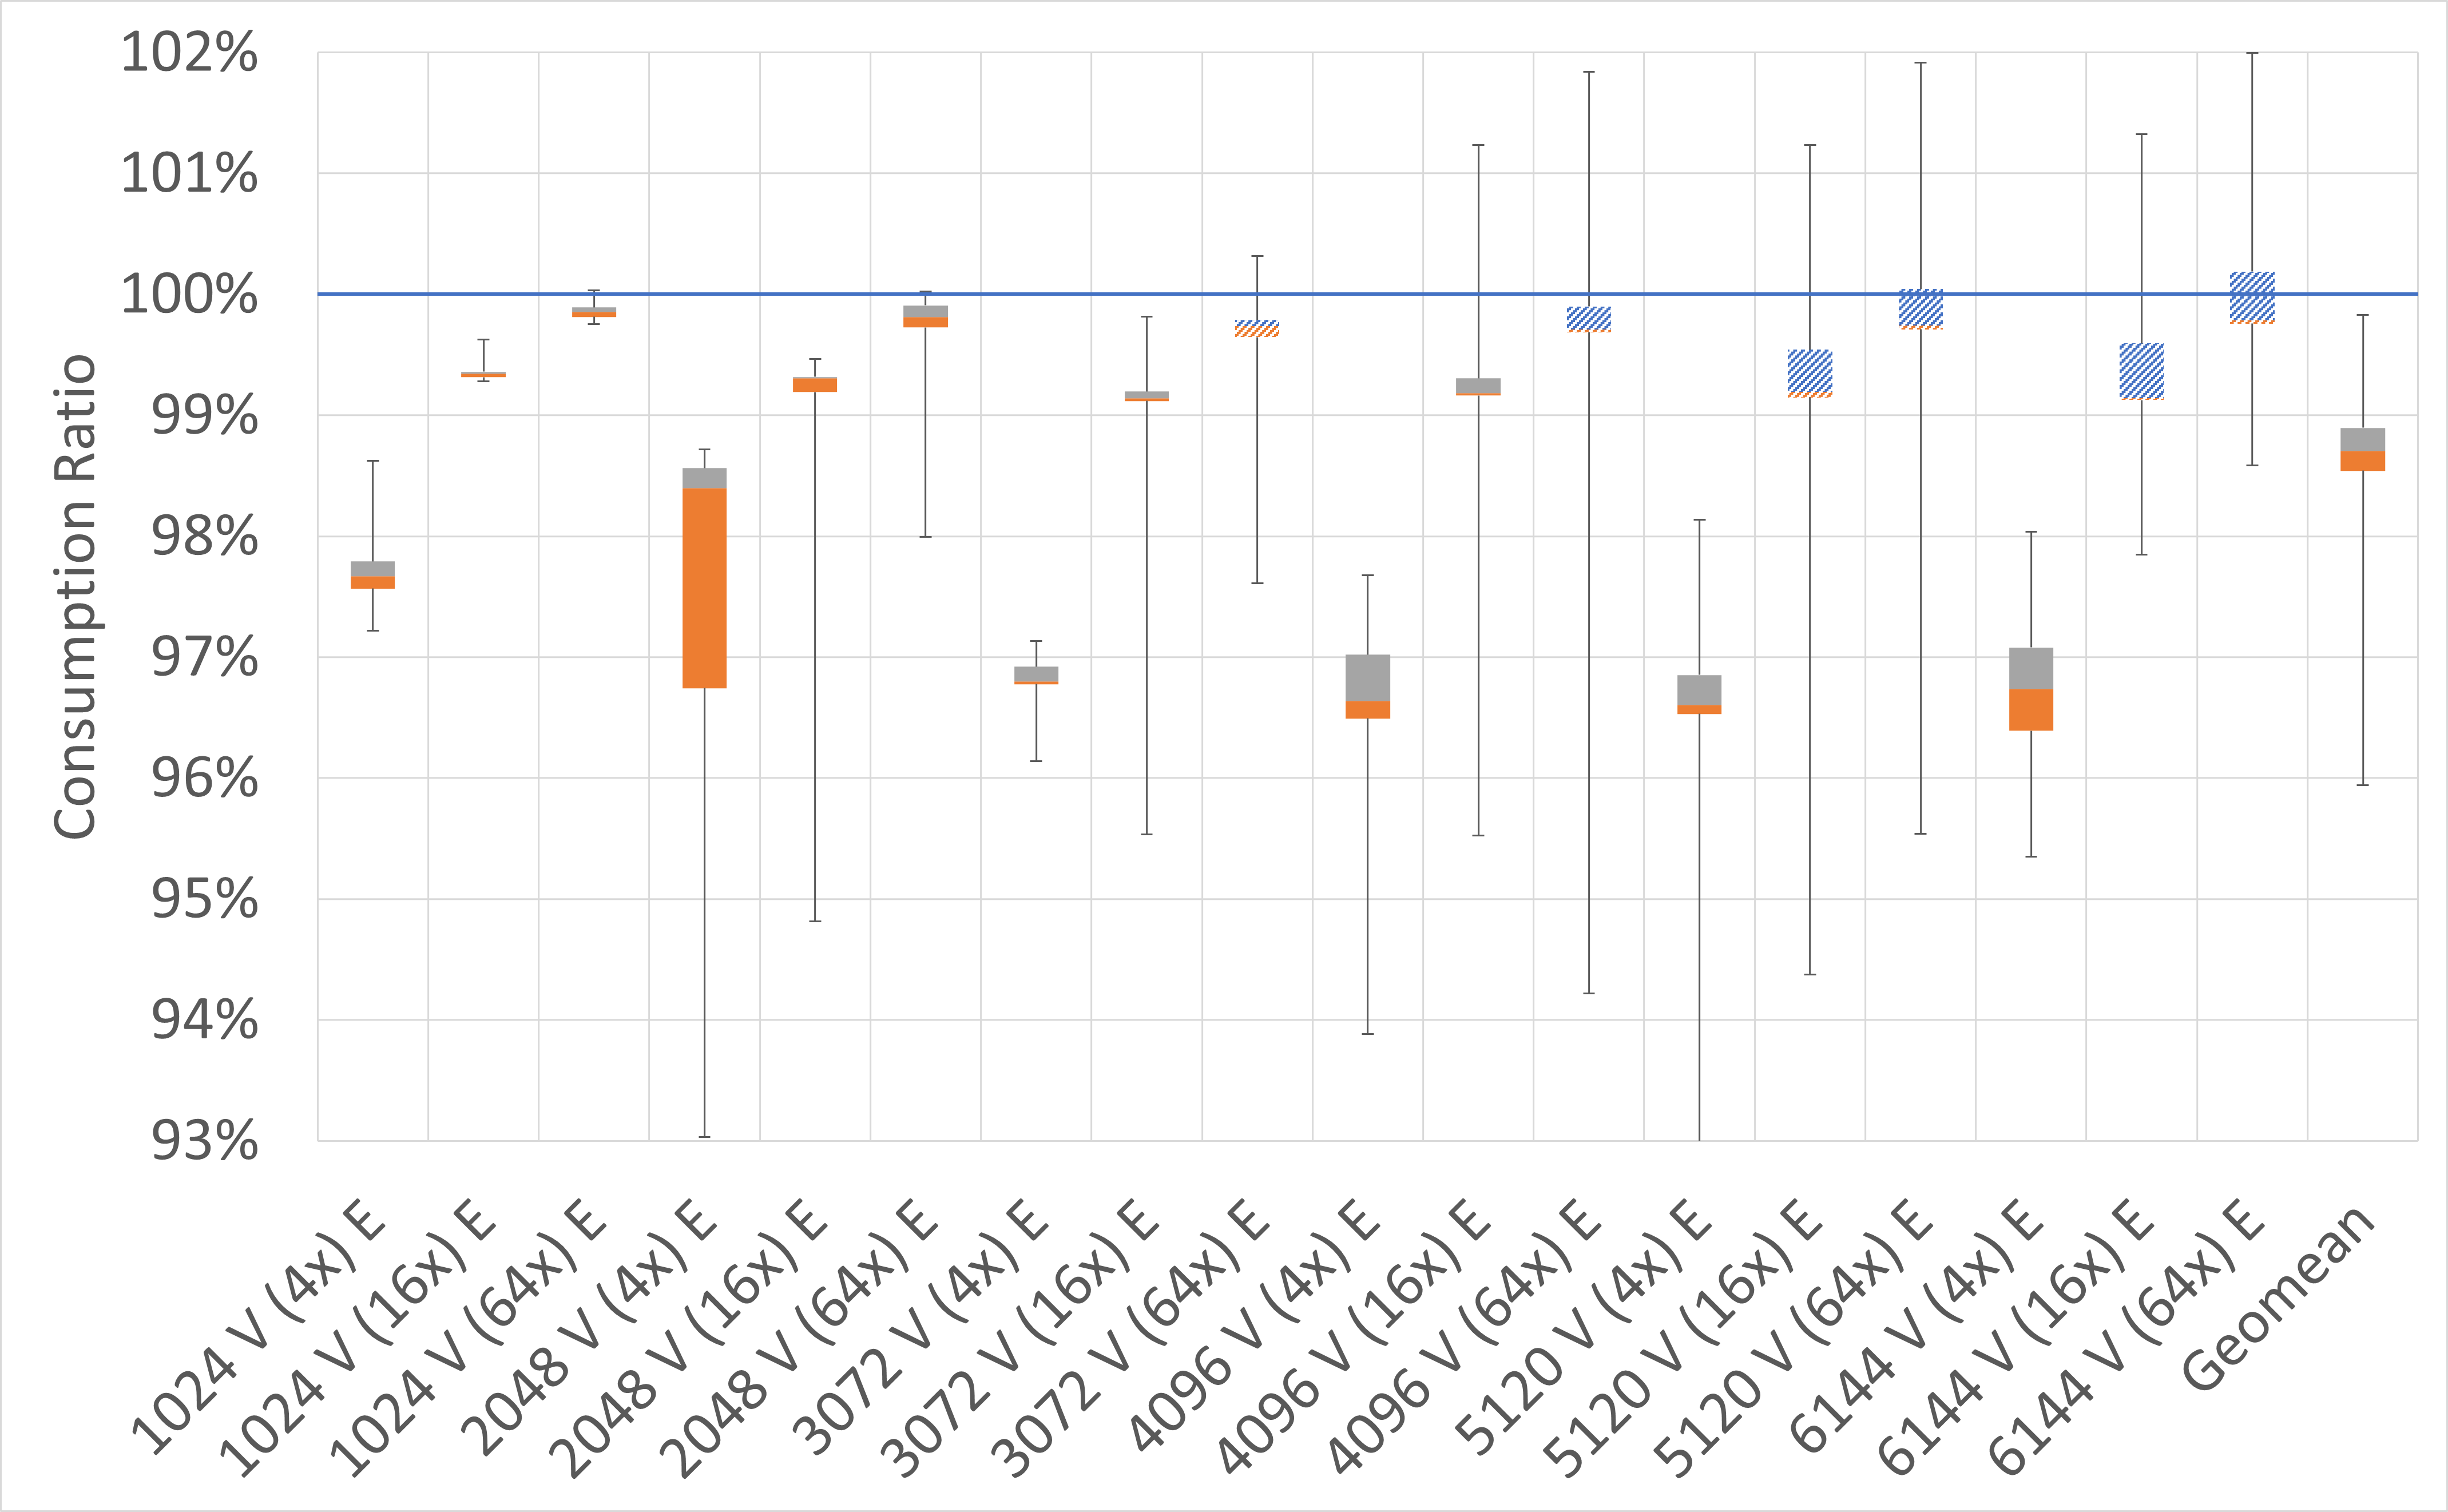 102%
101%
100%
99%
98%
97%
96%
95%
94%
93%
Consumption Ratio
1024 V (4x) E
1024 V (16x) E
1024 V (64x) E
2048 V (4x) E
2048 V (16x) E
2048 V (64x) E
3072 V (4x) E
3072 V (16x) E
3072 V (64x) E
4096 V (4x) E
4096 V (16x) E
4096 V (64x) E
5120 V (4x) E
5120 V (16x) E
5120 V (64x) E
6144 V (4x) E
6144 V (16x) E
6144 V (64x) E
Geomean